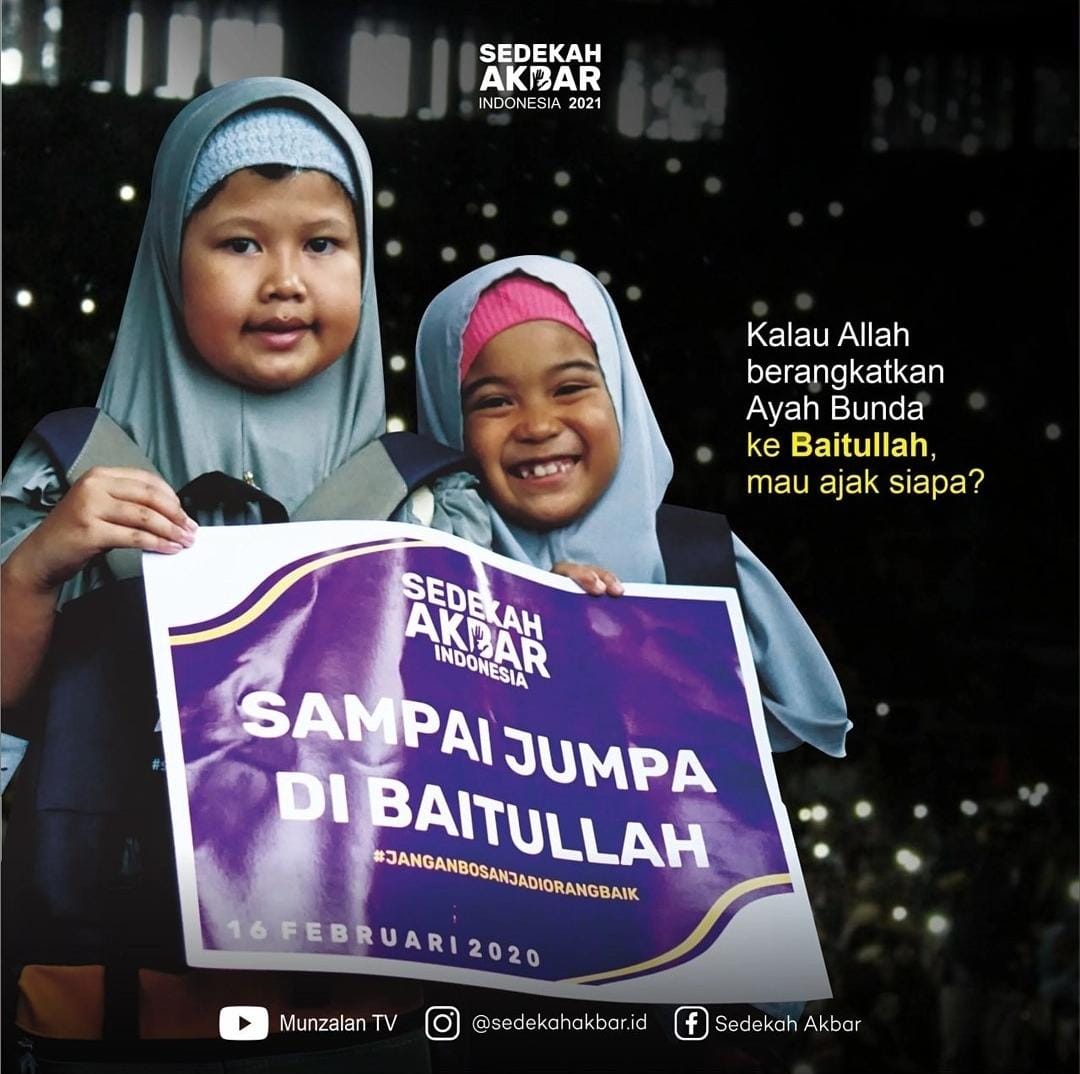 SEDEKAH
AKBAR
INDONESIA 2021
Kalau Allah
berangkatkan
Ayah Bunda
ke Baitullah,
mau ajak siapa?
SEDEKAH
AKBAR
INDONESIA
SAMPAI JUMPA
DI BAITULLAH
#JANGANBOSANJADIORANGBAIK
16 FEBRUARI 2020
Munzalan TV
@sedekahakbar.id
Sedekah Akbar